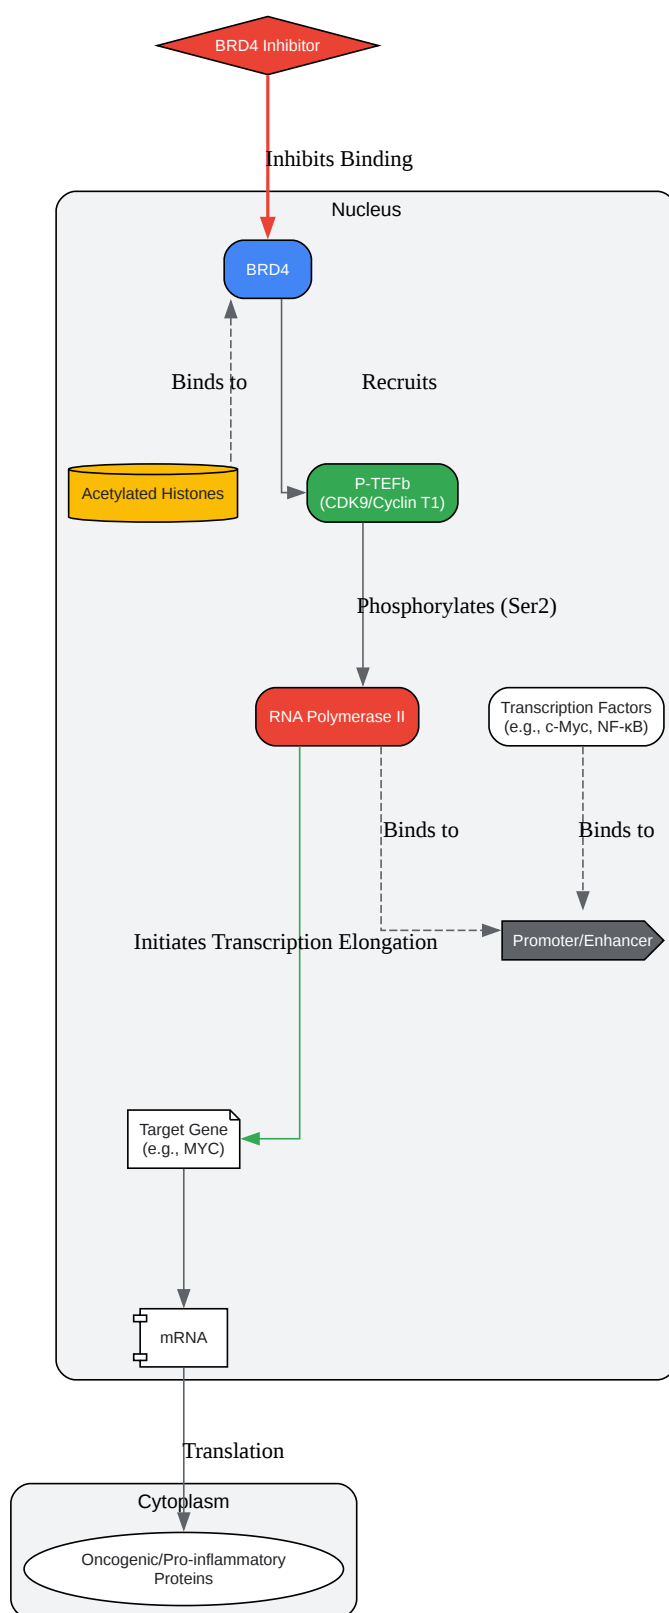 BRD4 Inhibitor
Inhibits Binding
Nucleus
BRD4
Binds to
Recruits
Acetylated Histones
P-TEFb
(CDK9/Cyclin T1)
Phosphorylates (Ser2)
RNA Polymerase II
Transcription Factors
(e.g., c-Myc, NF-κB)
Binds to
Binds to
Promoter/Enhancer
Initiates Transcription Elongation
Target Gene
(e.g., MYC)
mRNA
Translation
Cytoplasm
Oncogenic/Pro-inflammatory
Proteins